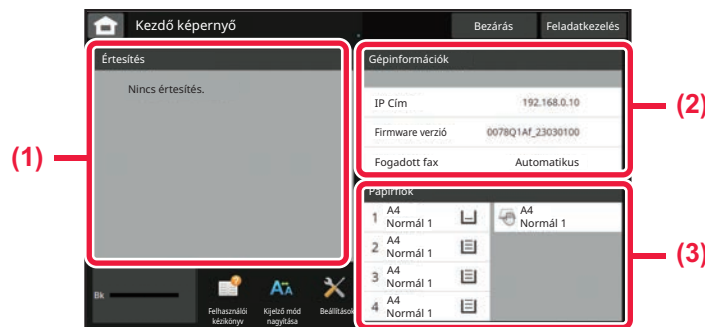 Kezdő képernyő
Bezárás
Feladatkezelés
Értesítés
Nincs értesítés.
(1)
Gépinformációk
IP Cím 192.168.0.10
Firmware verzió 0078Q1Af_23030100
Fogadott fax Automatikus
(2)
Papírfiók
1 A4
Normál 1
2 A4
Normál 1
3 A4
Normál 1
4 A4
Normál 1
A4
Normál 1
(3)
Bk
Felhasználói
kézikönyv
Kijelző mód
nagyítása
Beállítások